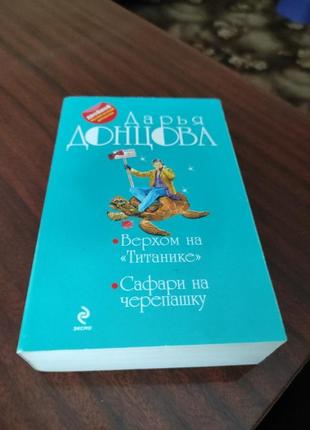 Дарья
ДОНЦОВА
• Верхом на
«Титанике»
• Сафари на
черепашку
ЭКСМО